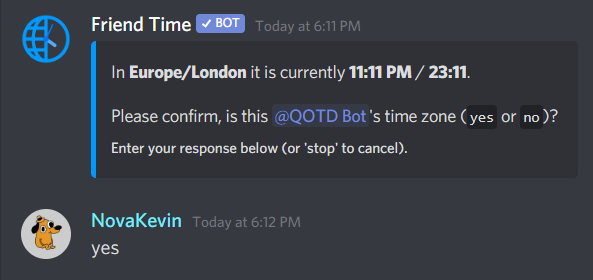 Friend Time ✓ BOT Today at 6:11 PM
In Europe/London it is currently 11:11 PM / 23:11.
Please confirm, is this @QOTD Bot's time zone (yes or no)?
Enter your response below (or 'stop' to cancel).
NovaKevin Today at 6:12 PM
yes